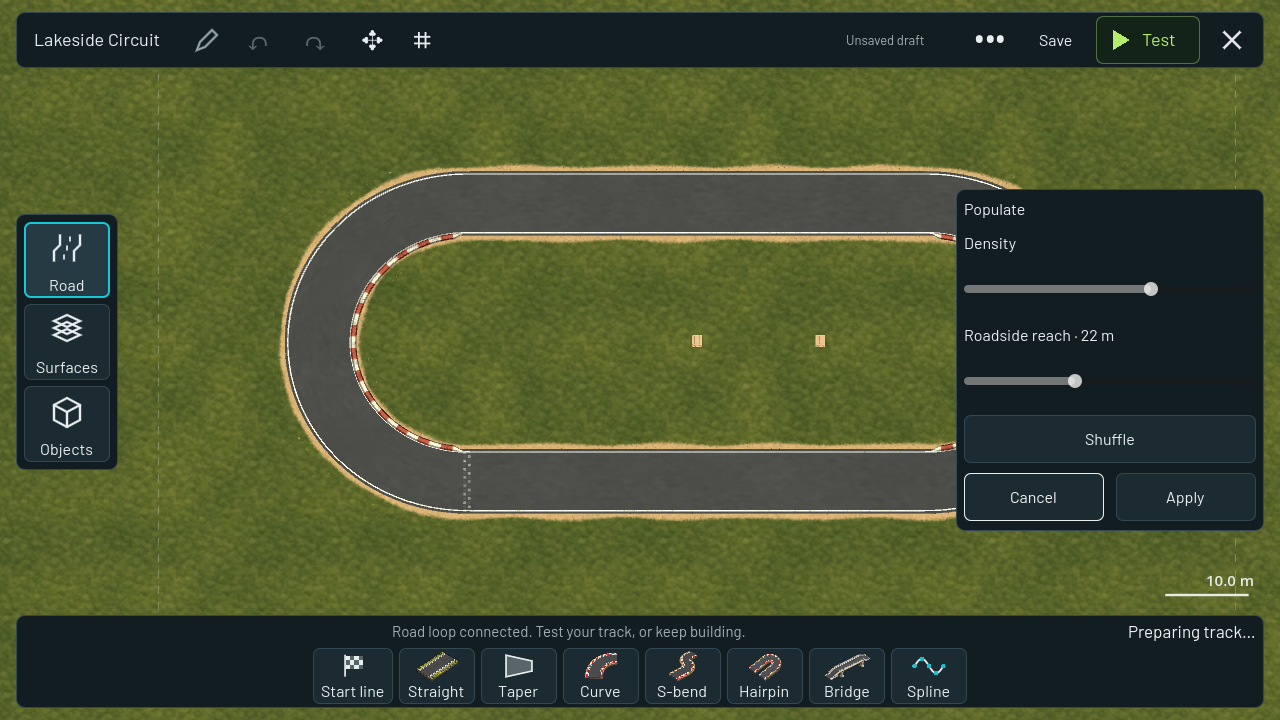 Lakeside Circuit
Unsaved draft
•••
Save
Test
Road
Surfaces
Objects
Populate
Density
Roadside reach · 22 m
Shuffle
Cancel
Apply
10.0 m
Road loop connected. Test your track, or keep building.
Preparing track...
Start line
Straight
Taper
Curve
S-bend
Hairpin
Bridge
Spline